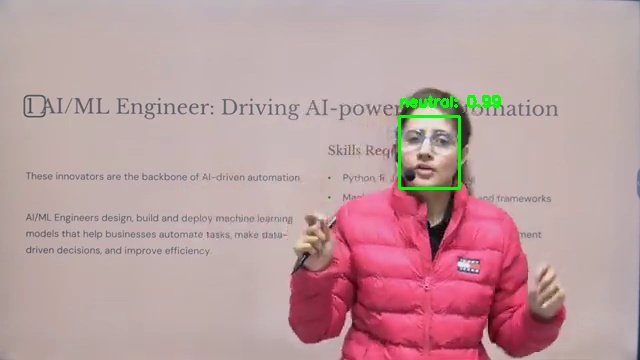 neutral: 0.99
1 AI/ML Engineer: Driving AI-power mation
Skills Req
These innovators are the backbone of AI-driven automation
Python,
and frameworks
AI/ML Engineers design, build and deploy machine learning
models that help businesses automate tasks, make data-
driven decisions, and improve efficiency.
ment